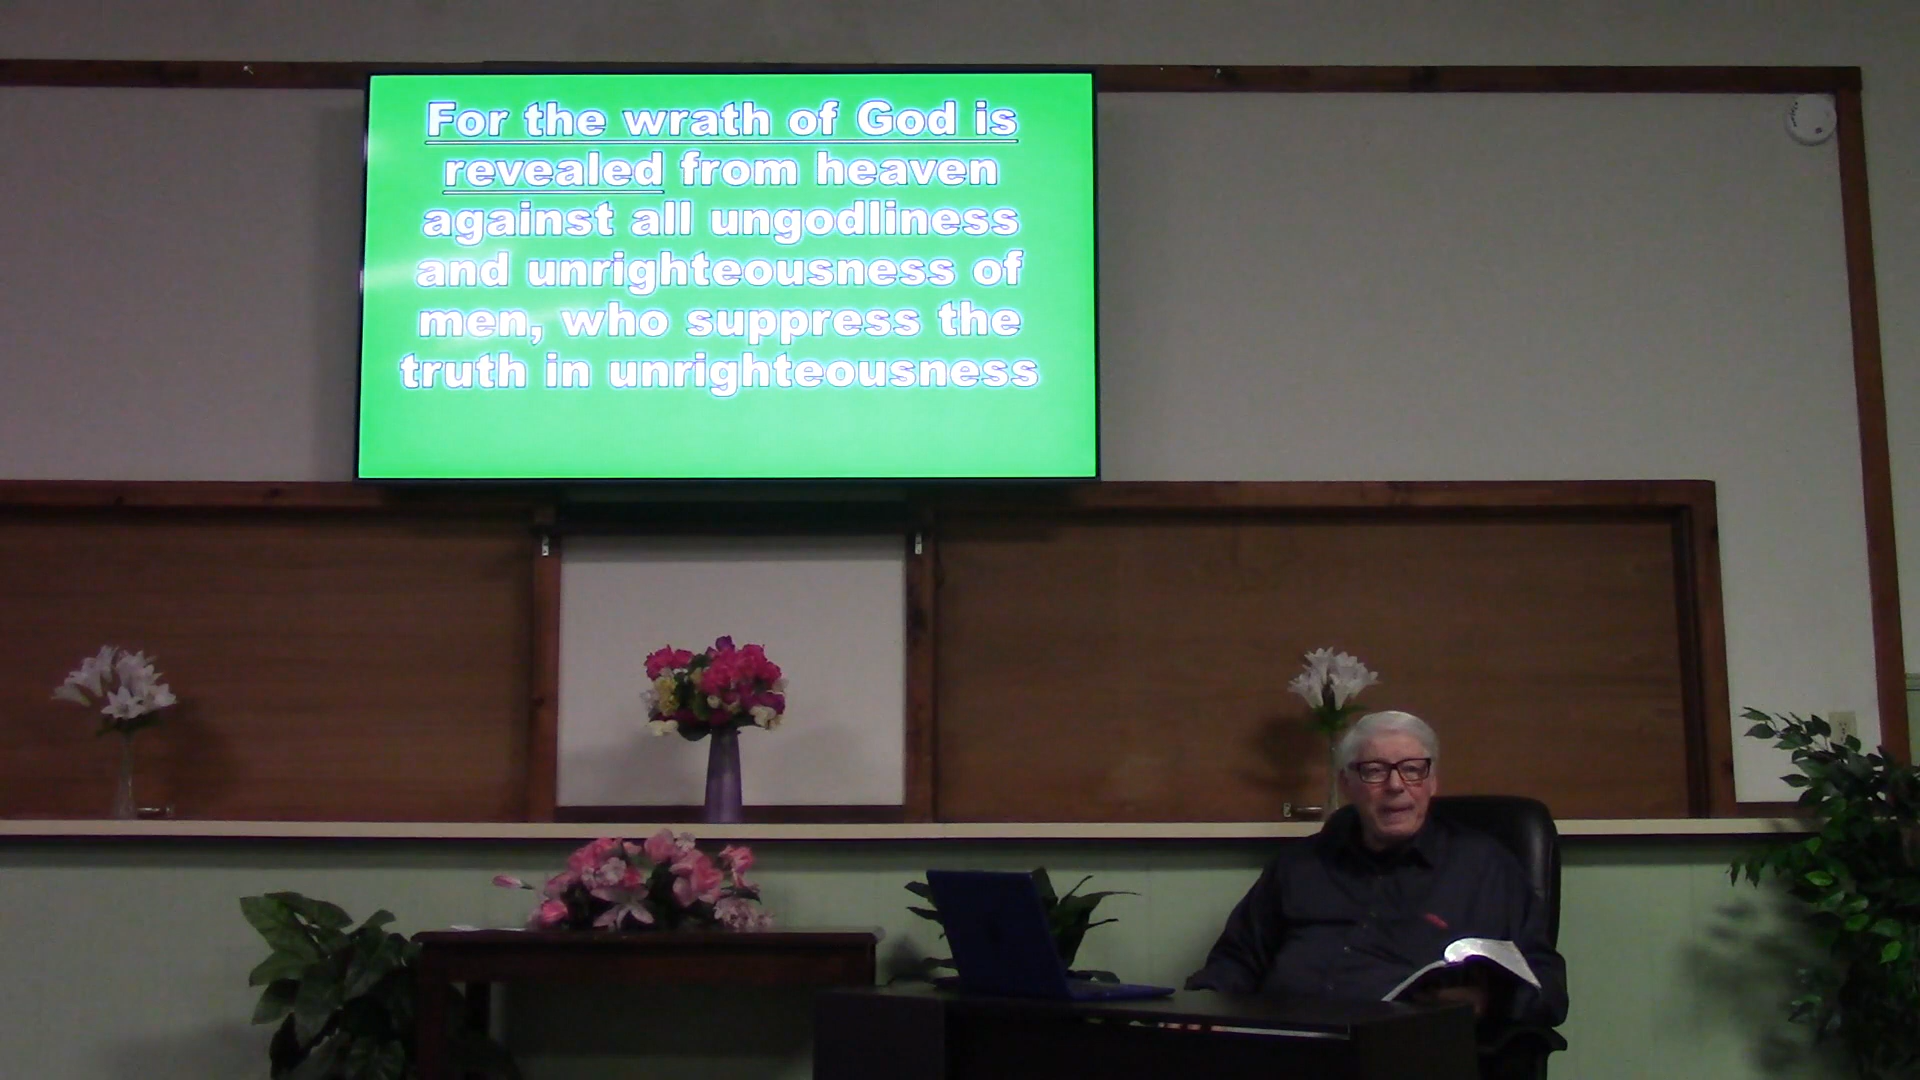 For the wrath of God is
revealed from heaven
against all ungodliness
and unrighteousness of
men, who suppress the
truth in unrighteousness